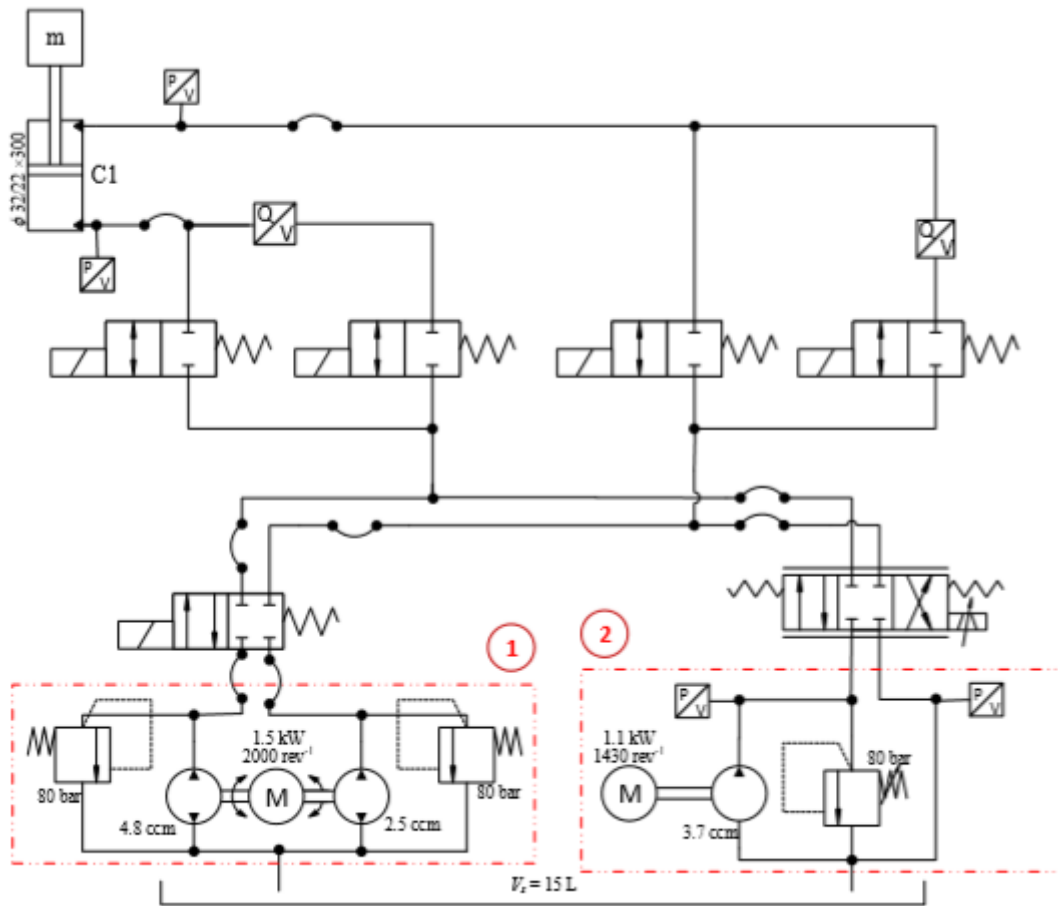 m
P
V
ϕ 32/22 ×300
C1
Q
V
P
V
Q
V
1
2
P
V
P
V
1.5 kW
2000 rev⁻¹
1.1 kW
1430 rev⁻¹
80 bar
M
M
80 bar
80 bar
4.8 ccm
2.5 ccm
3.7 ccm
Vₛ = 15 L